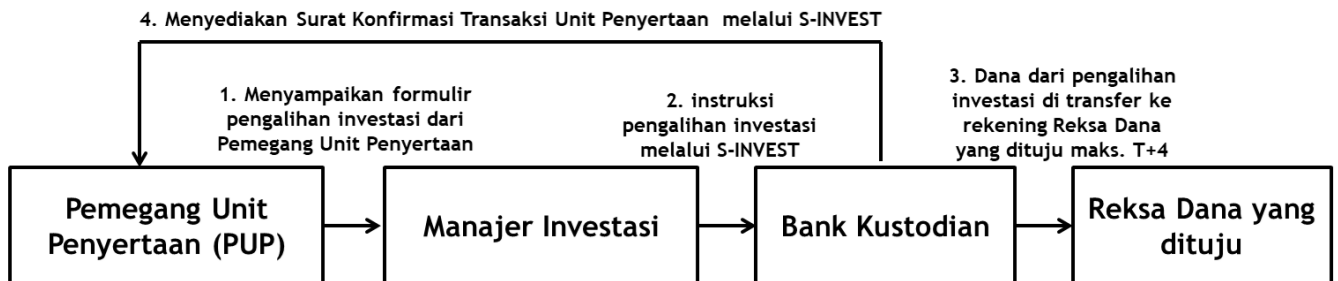 4. Menyediakan Surat Konfirmasi Transaksi Unit Penyertaan melalui S-INVEST
1. Menyampaikan formulir
pengalihan investasi dari
Pemegang Unit Penyertaan
2. instruksi
pengalihan investasi
melalui S-INVEST
3. Dana dari pengalihan
investasi di transfer ke
rekening Reksa Dana
yang dituju maks. T+4
Pemegang Unit
Penyertaan (PUP)
Manajer Investasi
Bank Kustodian
Reksa Dana yang
dituju